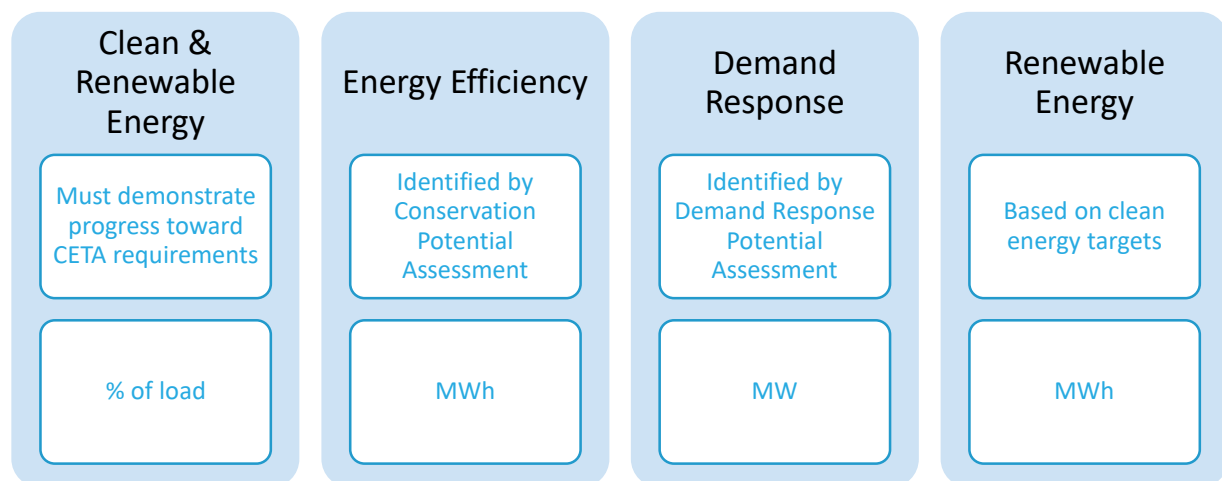 Clean &
Renewable
Energy
Must demonstrate
progress toward
CETA requirements
% of load
Energy Efficiency
Identified by
Conservation
Potential
Assessment
MWh
Demand
Response
Identified by
Demand Response
Potential
Assessment
MW
Renewable
Energy
Based on clean
energy targets
MWh